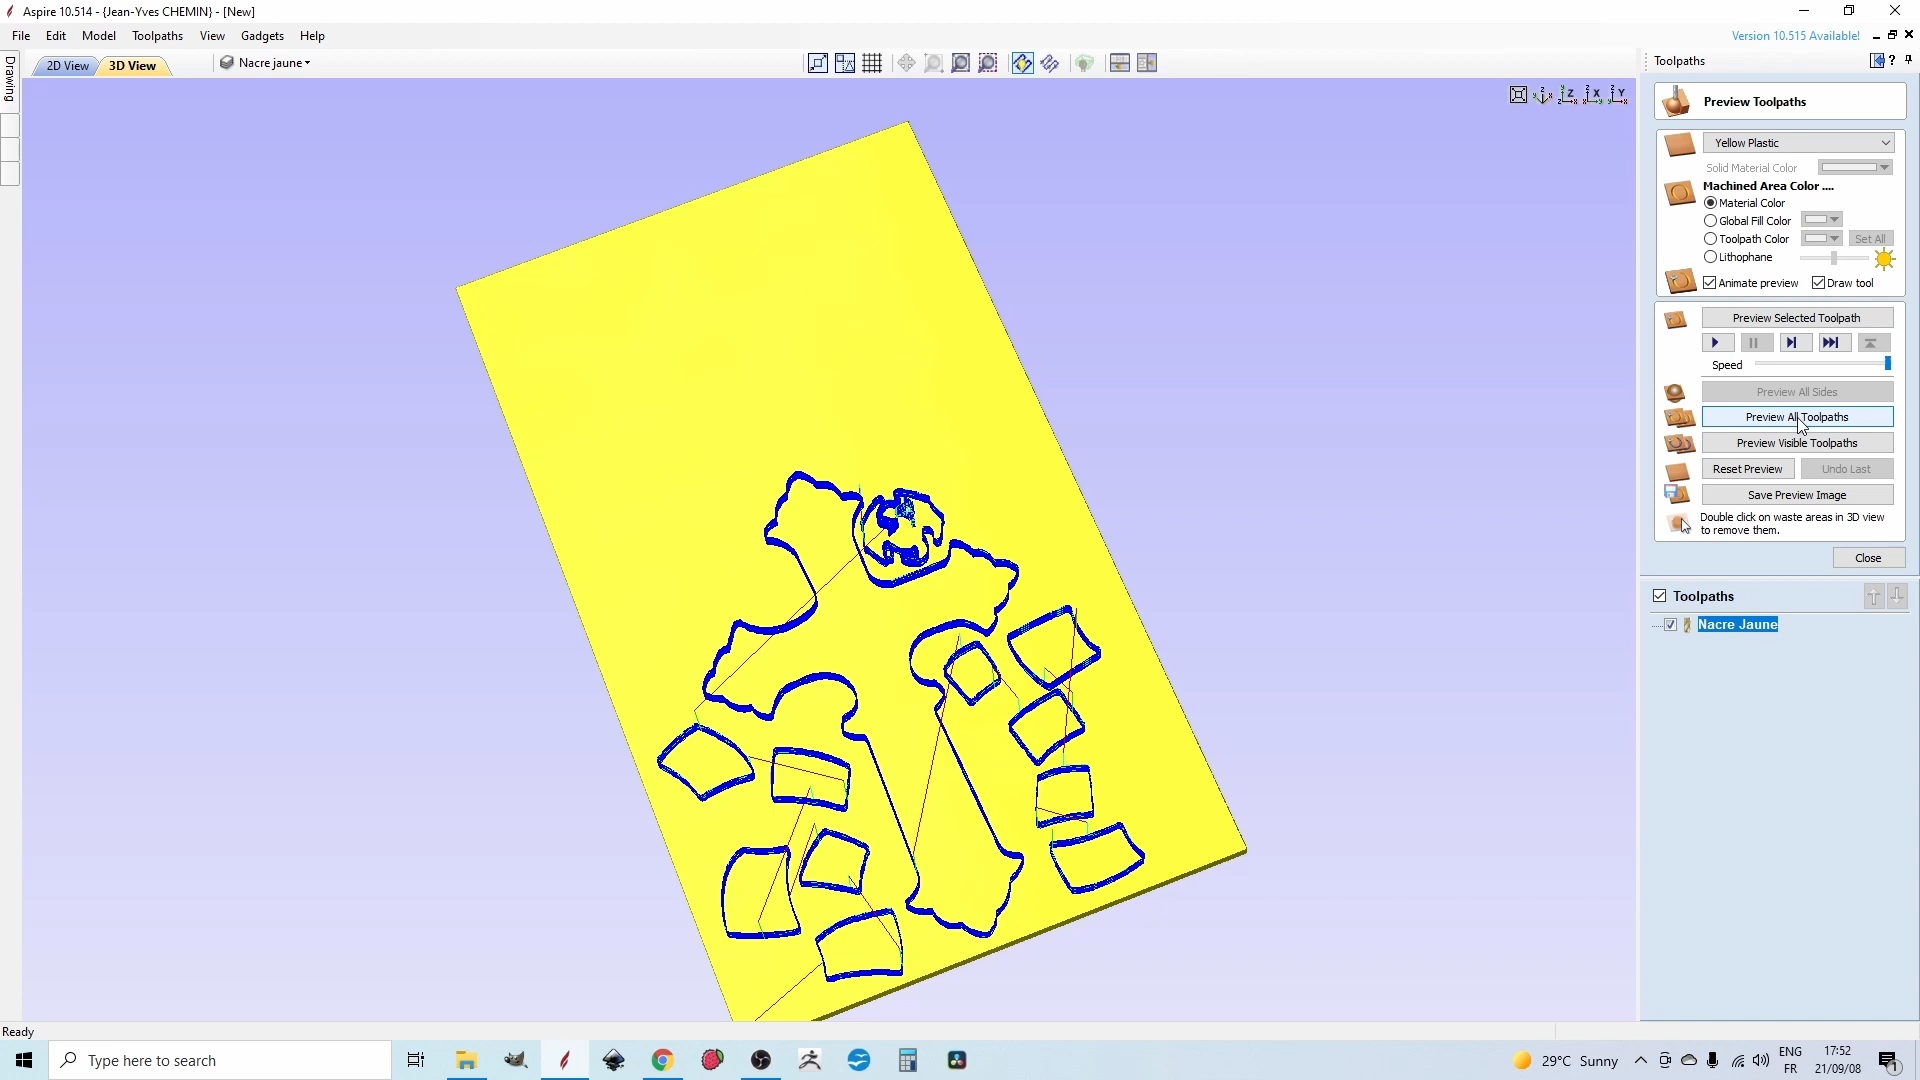 Aspire 10.514 - {Jean-Yves CHEMIN} - [New]
File Edit Model Toolpaths View Gadgets Help
Version 10.515 Available!
Drawing
2D View 3D View
Nacre jaune
Z X Y
Toolpaths
?
Preview Toolpaths
Yellow Plastic
Solid Material Color
Machined Area Color ....
Material Color
Global Fill Color
Toolpath Color
Set All
Lithophane
Animate preview
Draw tool
Preview Selected Toolpath
Speed
Preview All Sides
Preview All Toolpaths
Preview Visible Toolpaths
Reset Preview
Undo Last
Save Preview Image
Double click on waste areas in 3D view
to remove them.
Close
Toolpaths
Nacre Jaune
Ready
Type here to search
29°C Sunny
ENG
FR
17:52
21/09/08
1